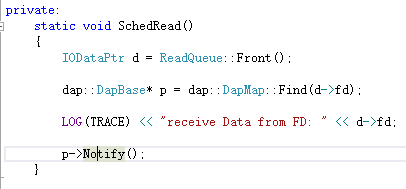 private:
    static void SchedRead()
    {
        IODataPtr d = ReadQueue::Front();
        dap::DapBase* p = dap::DapMap::Find(d->fd);
        LOG(TRACE) << "receive Data from FD: " << d->fd;
        p->Notify();
    }